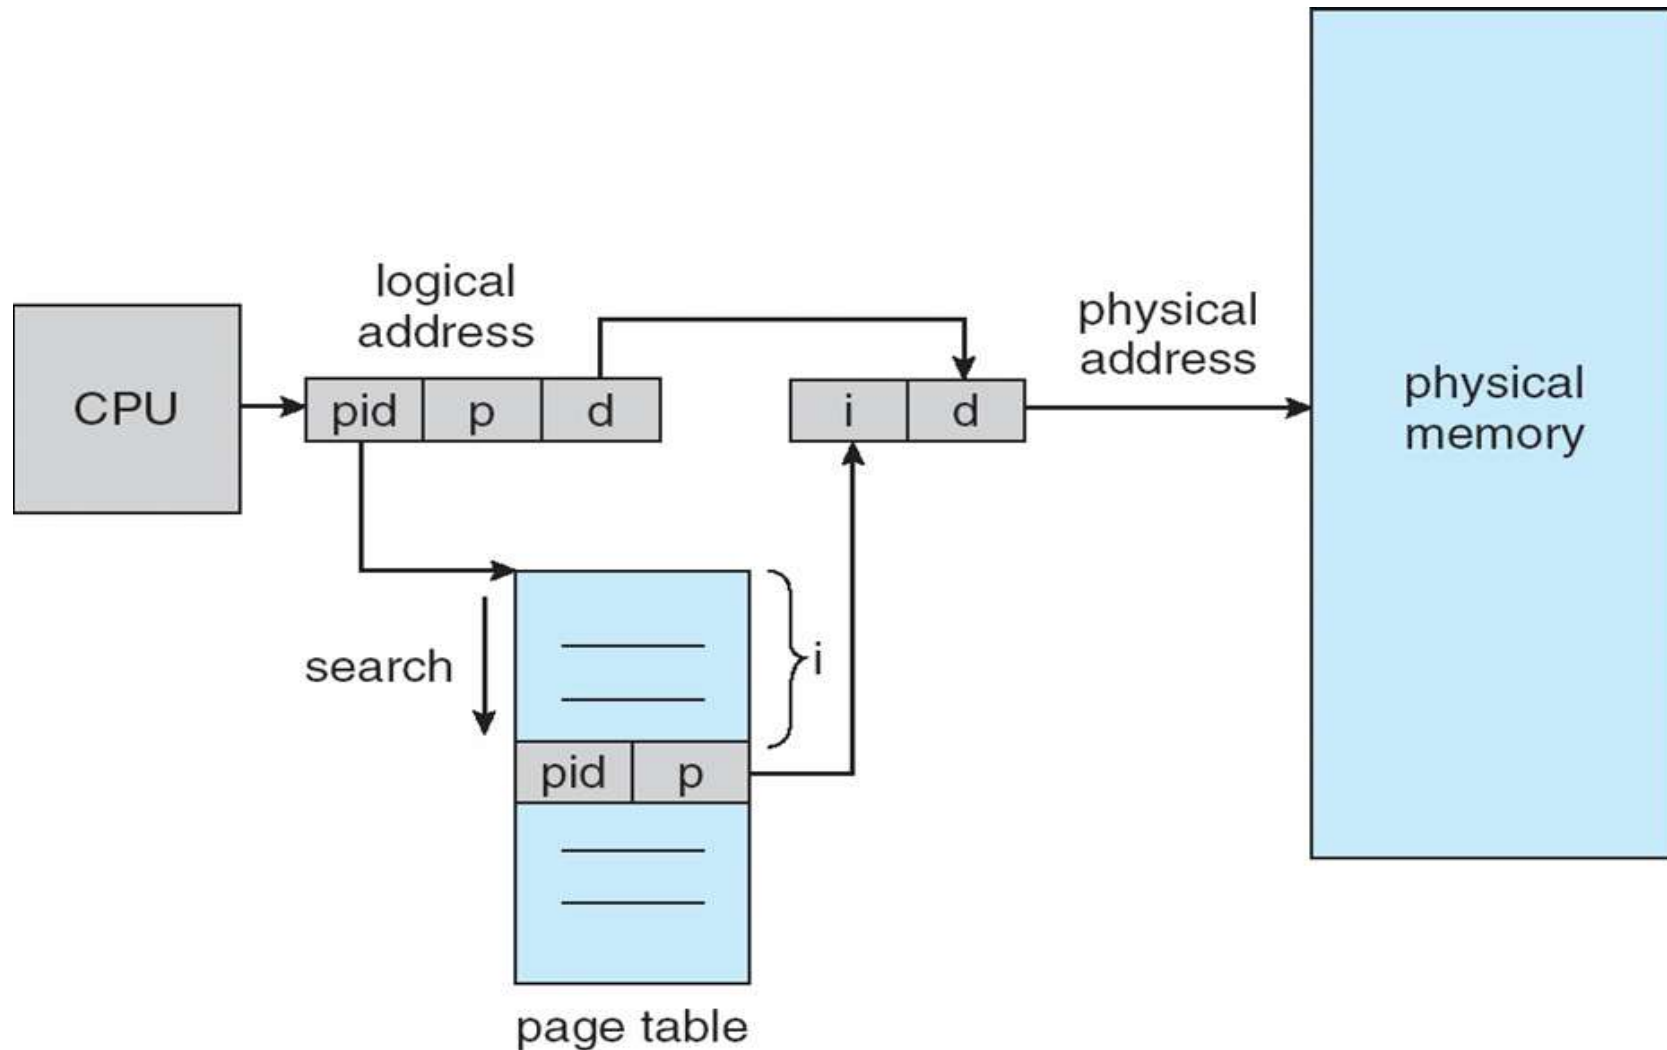 logical
address
physical
address
CPU
pid
p
d
i
d
physical
memory
search
i
pid
p
page table